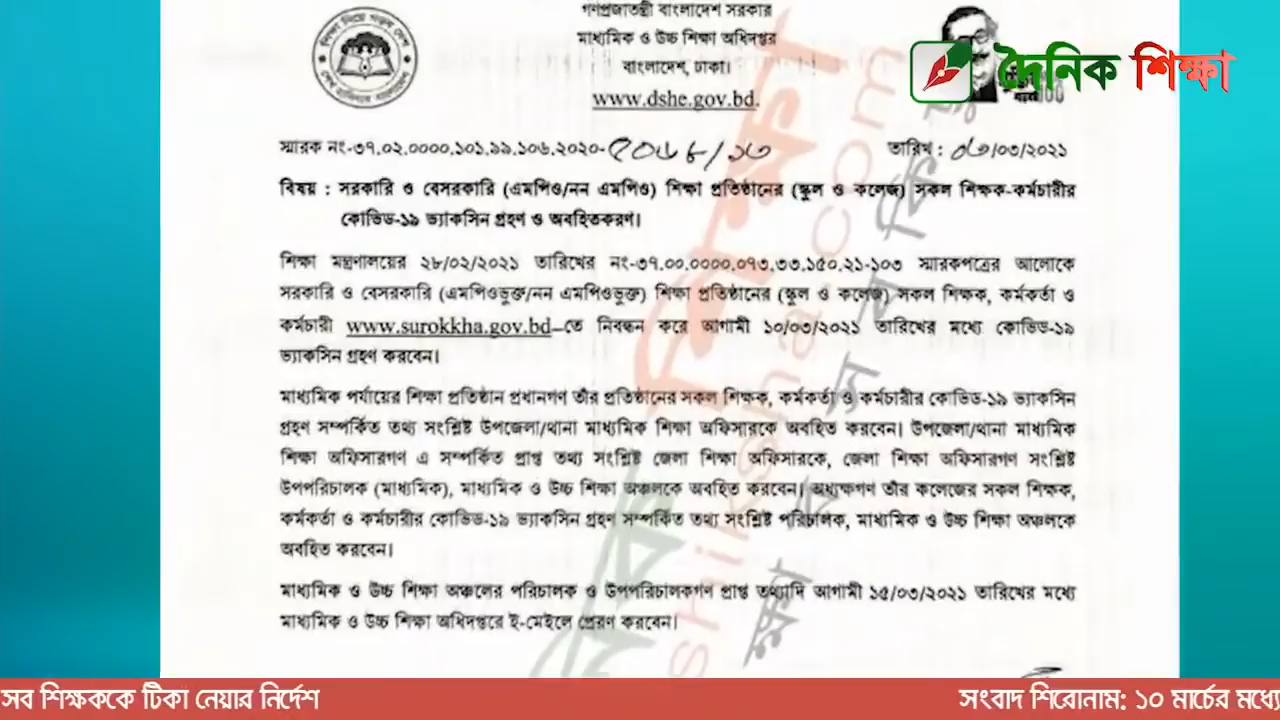 গণপ্রজাতন্ত্রী বাংলাদেশ সরকার
মাধ্যমিক ও উচ্চ শিক্ষা অধিদপ্তর
বাংলাদেশ, ঢাকা।
www.dshe.gov.bd.
দৈনিক শিক্ষা
স্মারক নং-৩৭.০২.০০০০.১০১.৯৯.১০৬.২০২০-
তারিখ : ০৭/০৩/২০২১
বিষয় : সরকারি ও বেসরকারি (এমপিও/নন এমপিও) শিক্ষা প্রতিষ্ঠানের (স্কুল ও কলেজ) সকল শিক্ষক-কর্মচারীর
কোভিড-১৯ ভ্যাকসিন গ্রহণ ও অবহিতকরণ।
শিক্ষা মন্ত্রণালয়ের ২৮/০২/২০২১ তারিখের নং-৩৭.০০.০০০০.০৭৩.৩৩.১৫০.২১-১০৩ স্মারকপত্রের আলোকে
সরকারি ও বেসরকারি (এমপিওভুক্ত/নন এমপিওভুক্ত) শিক্ষা প্রতিষ্ঠানের (স্কুল ও কলেজ) সকল শিক্ষক, কর্মকর্তা ও
কর্মচারী www.surokkha.gov.bd–তে নিবন্ধন করে আগামী ১০/০৩/২০২১ তারিখের মধ্যে কোভিড-১৯
ভ্যাকসিন গ্রহণ করবেন।
মাধ্যমিক পর্যায়ের শিক্ষা প্রতিষ্ঠান প্রধানগণ তাঁর প্রতিষ্ঠানের সকল শিক্ষক, কর্মকর্তা ও কর্মচারীর কোভিড-১৯ ভ্যাকসিন
গ্রহণ সম্পর্কিত তথ্য সংশ্লিষ্ট উপজেলা/থানা মাধ্যমিক শিক্ষা অফিসারকে অবহিত করবেন। উপজেলা/থানা মাধ্যমিক
শিক্ষা অফিসারগণ এ সম্পর্কিত প্রাপ্ত তথ্য সংশ্লিষ্ট জেলা শিক্ষা অফিসারকে, জেলা শিক্ষা অফিসারগণ সংশ্লিষ্ট
উপপরিচালক (মাধ্যমিক), মাধ্যমিক ও উচ্চ শিক্ষা অঞ্চলকে অবহিত করবেন। অধ্যক্ষগণ তাঁর কলেজের সকল শিক্ষক,
কর্মকর্তা ও কর্মচারীর কোভিড-১৯ ভ্যাকসিন গ্রহণ সম্পর্কিত তথ্য সংশ্লিষ্ট পরিচালক, মাধ্যমিক ও উচ্চ শিক্ষা অঞ্চলকে
অবহিত করবেন।
মাধ্যমিক ও উচ্চ শিক্ষা অঞ্চলের পরিচালক ও উপপরিচালকগণ প্রাপ্ত তথ্যাদি আগামী ১৫/০৩/২০২১ তারিখের মধ্যে
মাধ্যমিক ও উচ্চ শিক্ষা অধিদপ্তরে ই-মেইলে প্রেরণ করবেন।
সব শিক্ষককে টিকা নেয়ার নির্দেশ
সংবাদ শিরোনাম: ১০ মার্চের মধ্যে